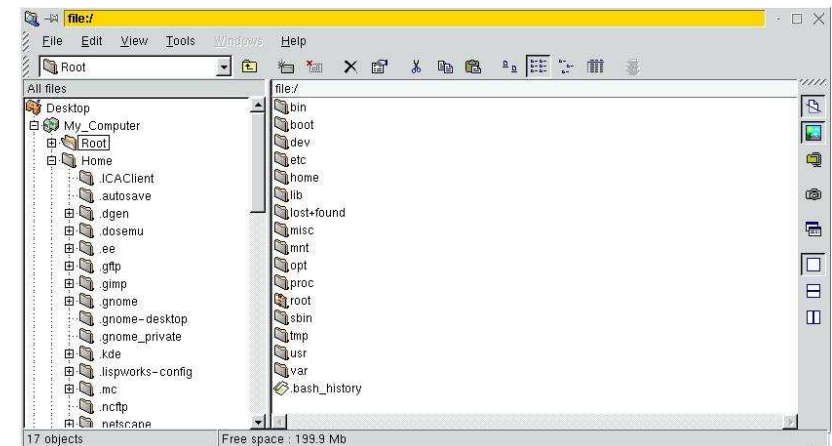 file:/
File Edit View Tools Windows Help
Root
All files
file:/
Desktop
My_Computer
Root
Home
.ICAClient
.autosave
.dgen
.dosemu
.ee
.gftp
.gimp
.gnome
.gnome-desktop
.gnome_private
.kde
.lispworks-config
.mc
.ncftp
netscape
bin
boot
dev
etc
home
lib
lost+found
misc
mnt
opt
proc
root
sbin
tmp
usr
var
.bash_history
17 objects
Free space : 199.9 Mb